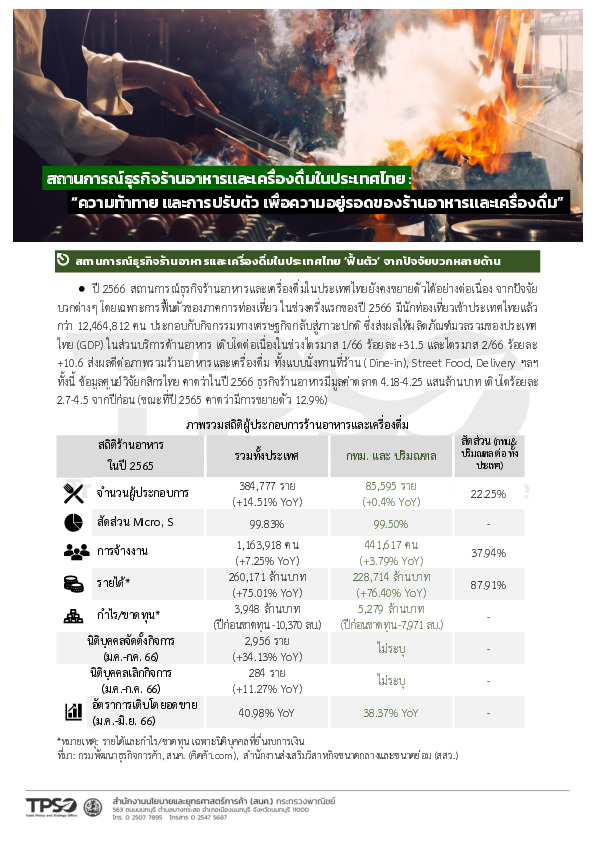 สถานการณ์ธุรกิจร้านอาหารและเครื่องดื่มในประเทศไทย :
“ความท้าทาย และการปรับตัว เพื่อความอยู่รอดของร้านอาหารและเครื่องดื่ม”
สถานการณ์ธุรกิจร้านอาหารและเครื่องดื่มในประเทศไทย ‘ฟื้นตัว’ จากปัจจัยบวกหลายด้าน
● ปี 2566 สถานการณ์ธุรกิจร้านอาหารและเครื่องดื่มในประเทศไทยยังคงขยายตัวได้อย่างต่อเนื่อง จากปัจจัย
บวกต่างๆ โดยเฉพาะการฟื้นตัวของภาคการท่องเที่ยว ในช่วงครึ่งแรกของปี 2566 มีนักท่องเที่ยวเข้าประเทศไทยแล้ว
กว่า 12,464,812 คน ประกอบกับกิจกรรมทางเศรษฐกิจกลับสู่ภาวะปกติ ซึ่งส่งผลให้ผลิตภัณฑ์มวลรวมของประเทศ
ไทย (GDP) ในส่วนบริการด้านอาหาร เติบโตต่อเนื่องในช่วงไตรมาส 1/66 ร้อยละ+31.5 และไตรมาส 2/66 ร้อยละ
+10.6 ส่งผลดีต่อภาพรวมร้านอาหารและเครื่องดื่ม ทั้งแบบนั่งทานที่ร้าน (Dine-in), Street Food, Delivery ฯลฯ
ทั้งนี้ ข้อมูลศูนย์วิจัยกสิกรไทย คาดว่าในปี 2566 ธุรกิจร้านอาหารมีมูลค่าตลาด 4.18-4.25 แสนล้านบาท เติบโตร้อยละ
2.7-4.5 จากปีก่อน (ขณะที่ปี 2565 คาดว่ามีการขยายตัว 12.9%)
ภาพรวมสถิติผู้ประกอบการร้านอาหารและเครื่องดื่ม
สถิติร้านอาหาร
ในปี 2565
รวมทั้งประเทศ
กทม. และ ปริมณฑล
สัดส่วน (กทม.&
ปริมณฑล ต่อ ทั้ง
ประเทศ)
จำนวนผู้ประกอบการ
384,777 ราย
(+14.51% YoY)
85,595 ราย
(+0.4% YoY)
22.25%
สัดส่วน Micro, S
99.83%
99.50%
-
การจ้างงาน
1,163,918 คน
(+7.25% YoY)
441,617 คน
(+3.79% YoY)
37.94%
รายได้*
260,171 ล้านบาท
(+75.01% YoY)
228,714 ล้านบาท
(+76.40% YoY)
87.91%
กำไร/ขาดทุน*
3,948 ล้านบาท
(ปีก่อนขาดทุน -10,370 ลบ.)
5,279 ล้านบาท
(ปีก่อนขาดทุน-7,971 ลบ.)
-
นิติบุคคลจัดตั้งกิจการ
(ม.ค.-กค. 66)
2,956 ราย
(+34.13% YoY)
ไม่ระบุ
-
นิติบุคคลเลิกกิจการ
(ม.ค.-ก.ค. 66)
284 ราย
(+11.27% YoY)
ไม่ระบุ
-
อัตราการเติบโตยอดขาย
(ม.ค.-มิ.ย. 66)
40.98% YoY
38.37% YoY
-
*หมายเหตุ: รายได้และกำไร/ขาดทุน เฉพาะนิติบุคคลที่ยื่นงบการเงิน
ที่มา: กรมพัฒนาธุรกิจการค้า, สนค. (คิดค้า.com), สำนักงานส่งเสริมวิสาหกิจขนาดกลางและขนาดย่อม (สสว.)
TPSO
Trade Policy and Strategy Office
สำนักงานนโยบายและยุทธศาสตร์การค้า (สนค.) กระทรวงพาณิชย์
563 ถนนนนทบุรี ตำบลบางกระสอ อำเภอเมืองนนทบุรี จังหวัดนนทบุรี 11000
โทร. 0 2507 7895 โทรสาร 0 2547 5687